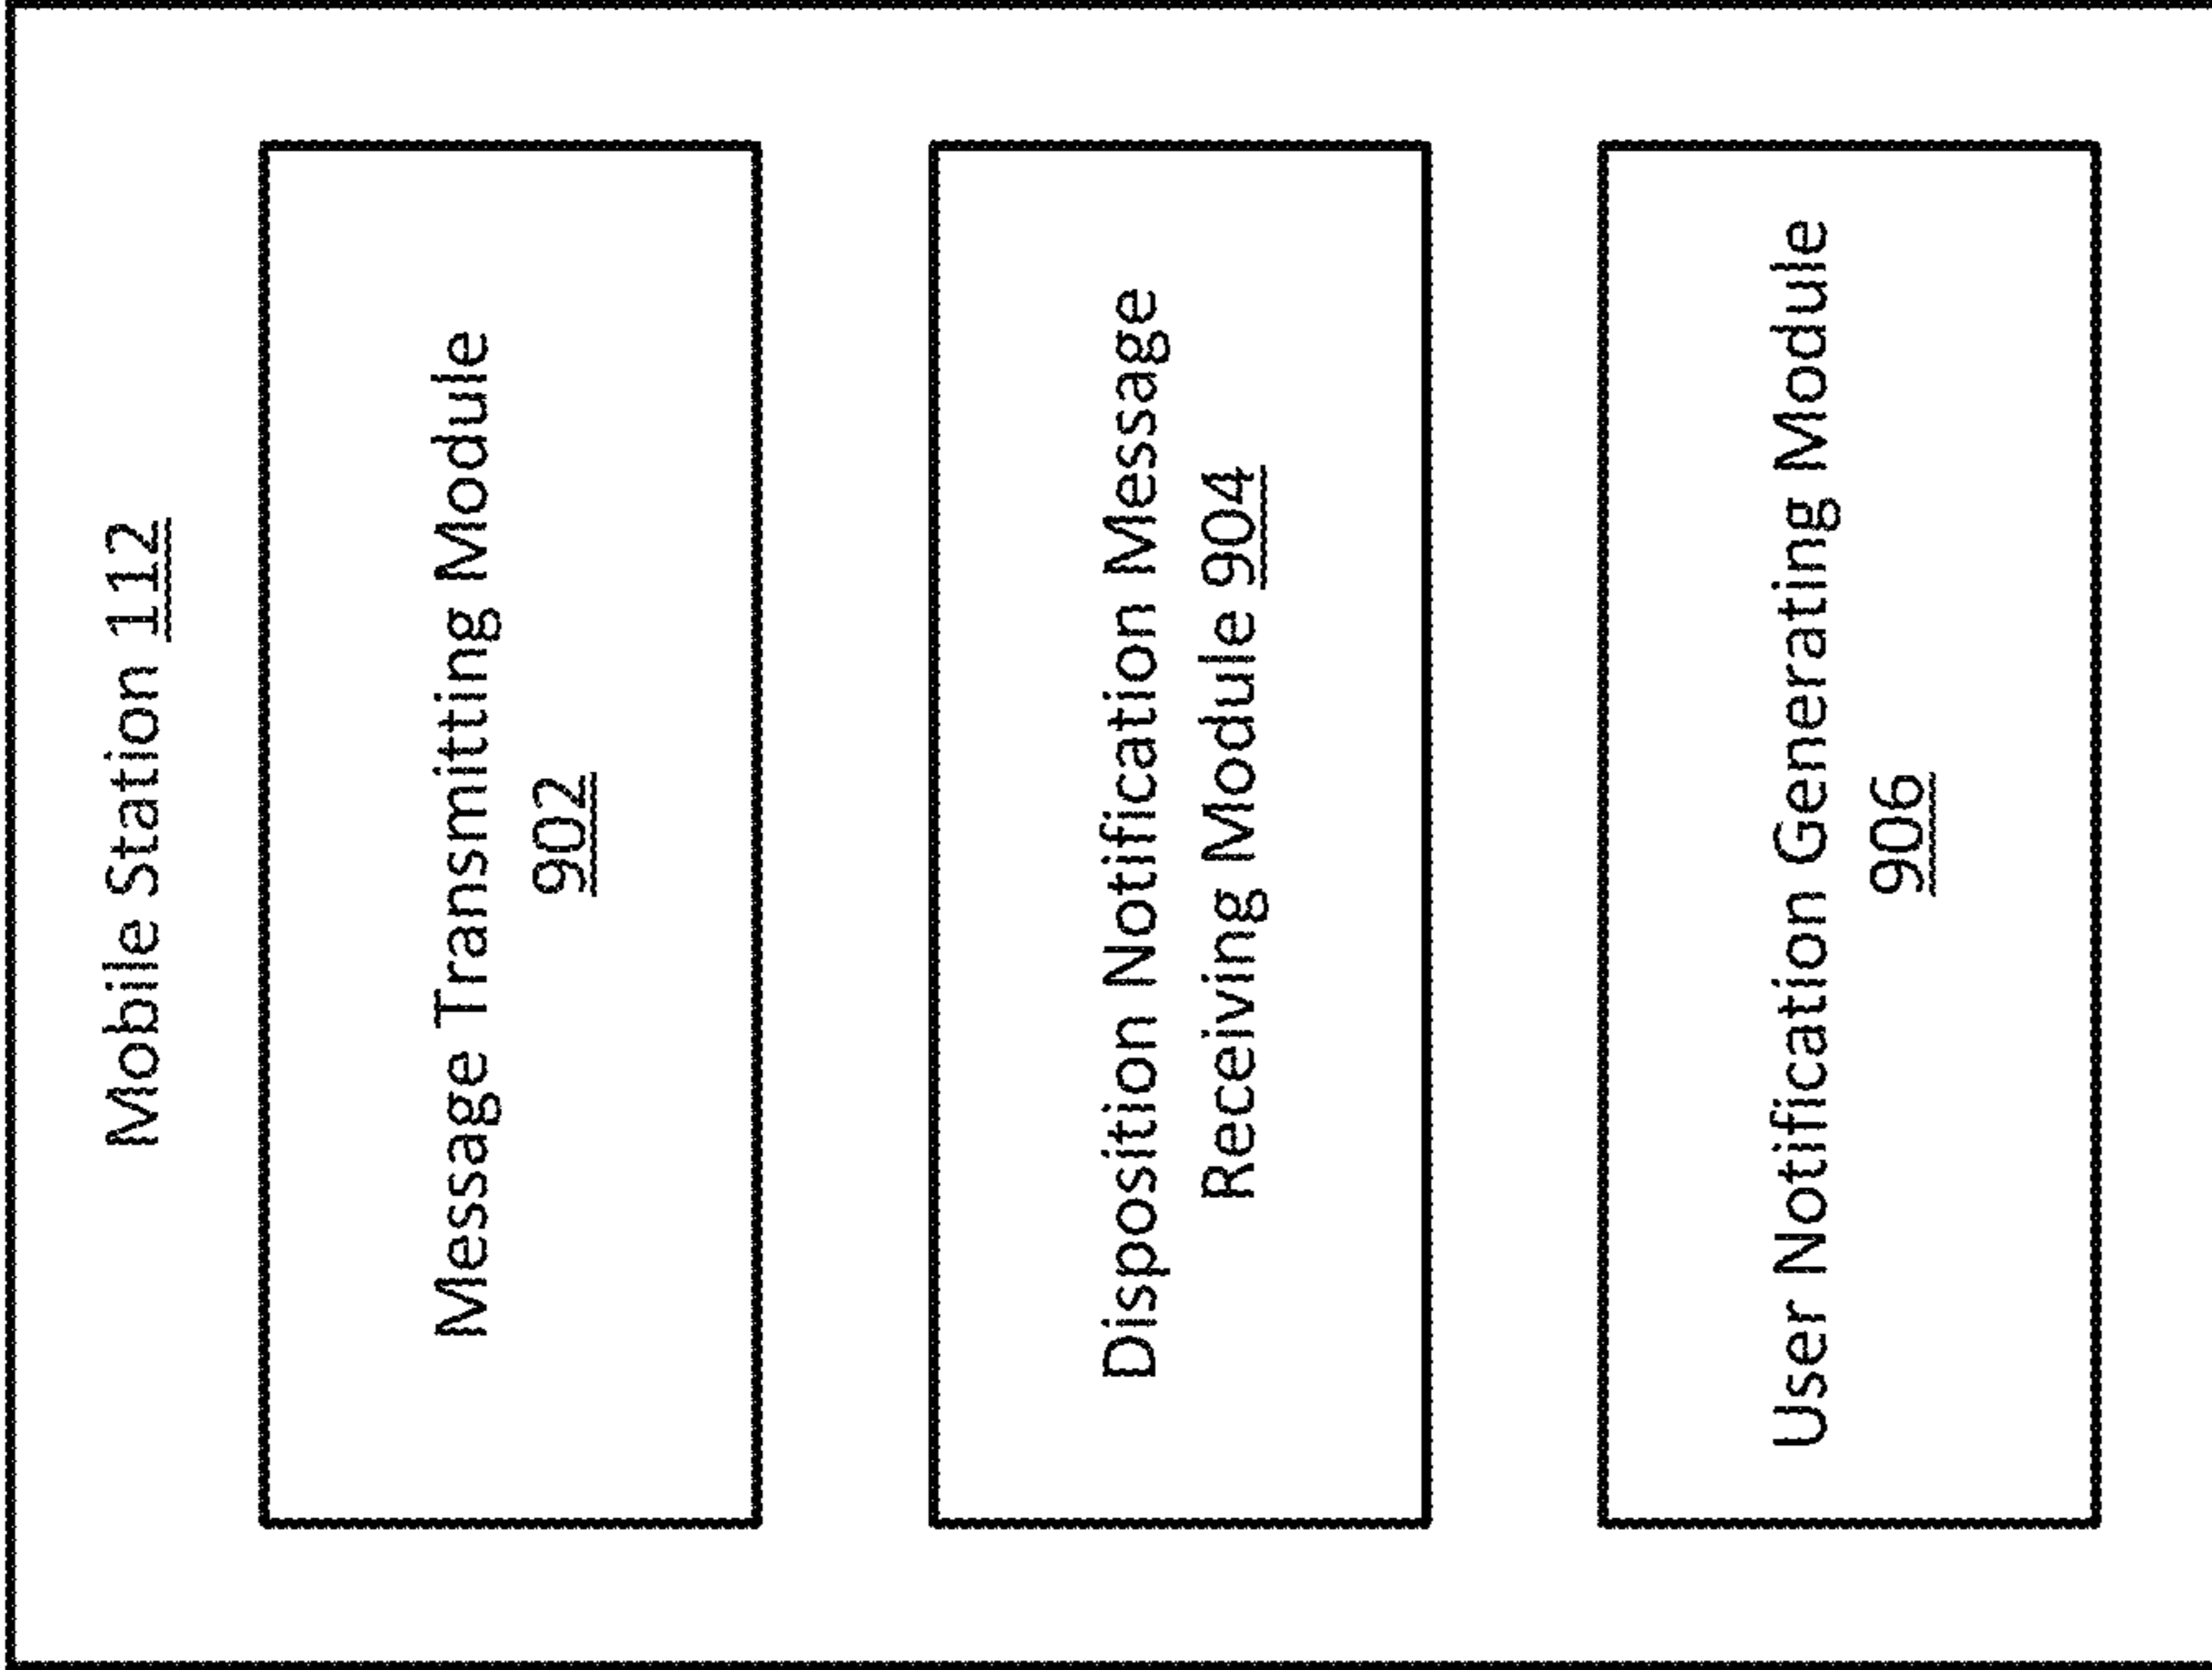 Mobile Station 112
Message Transmitting Module
902
Disposition Notification Message
Receiving Module 904
User Notification Generating Module
906